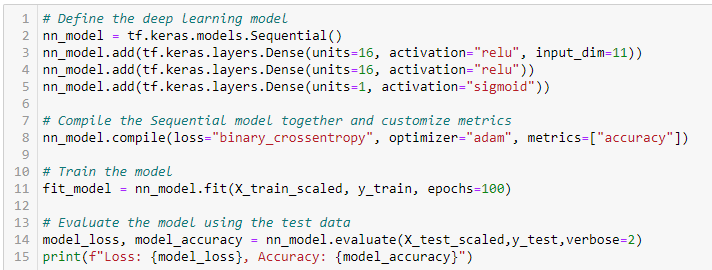 1 # Define the deep learning model
2 nn_model = tf.keras.models.Sequential()
3 nn_model.add(tf.keras.layers.Dense(units=16, activation="relu", input_dim=11))
4 nn_model.add(tf.keras.layers.Dense(units=16, activation="relu"))
5 nn_model.add(tf.keras.layers.Dense(units=1, activation="sigmoid"))
6
7 # Compile the Sequential model together and customize metrics
8 nn_model.compile(loss="binary_crossentropy", optimizer="adam", metrics=["accuracy"])
9
10 # Train the model
11 fit_model = nn_model.fit(X_train_scaled, y_train, epochs=100)
12
13 # Evaluate the model using the test data
14 model_loss, model_accuracy = nn_model.evaluate(X_test_scaled,y_test,verbose=2)
15 print(f"Loss: {model_loss}, Accuracy: {model_accuracy}")